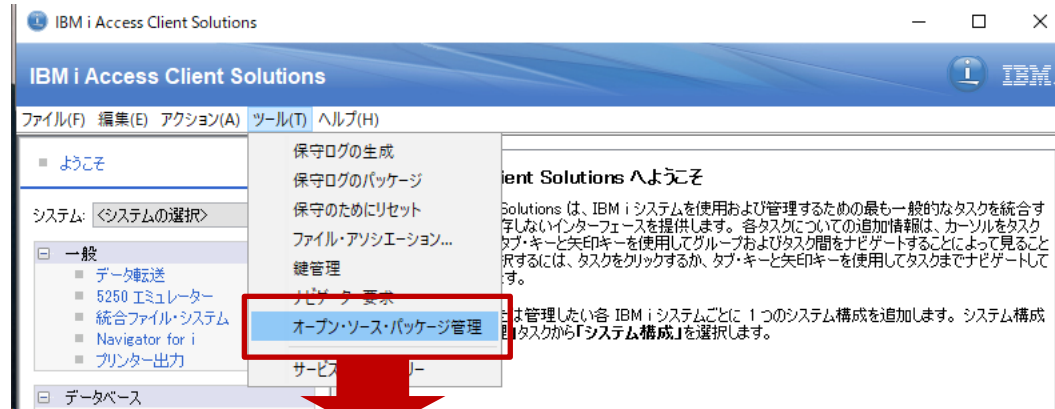 IBM i Access Client Solutions
IBM i Access Client Solutions
IBM.
ファイル(F) 編集(E) アクション(A) ツール(T) ヘルプ(H)
ようこそ
システム: <システムの選択>
一般
データ転送
5250 エミュレーター
統合ファイル・システム
Navigator for i
プリンター出力
データベース
保守ログの生成
保守ログのパッケージ
保守のためにリセット
ファイル・アソシエーション...
鍵管理
ナビゲーター要求
オープン・ソース・パッケージ管理
サービス
ient Solutions へようこそ
Solutions は、IBM i システムを使用および管理するための最も一般的なタスクを統合す
存しないインターフェースを提供します。各タスクについての追加情報は、カーソルをタスク
タブ・キーと矢印キーを使用してグループおよびタスク間をナビゲートすることによって見ること
択するには、タスクをクリックするか、タブ・キーと矢印キーを使用してタスクまでナビゲートして
す。
は管理したい各 IBM i システムごとに 1 つのシステム構成を追加します。システム構成
タスクから「システム構成」を選択します。